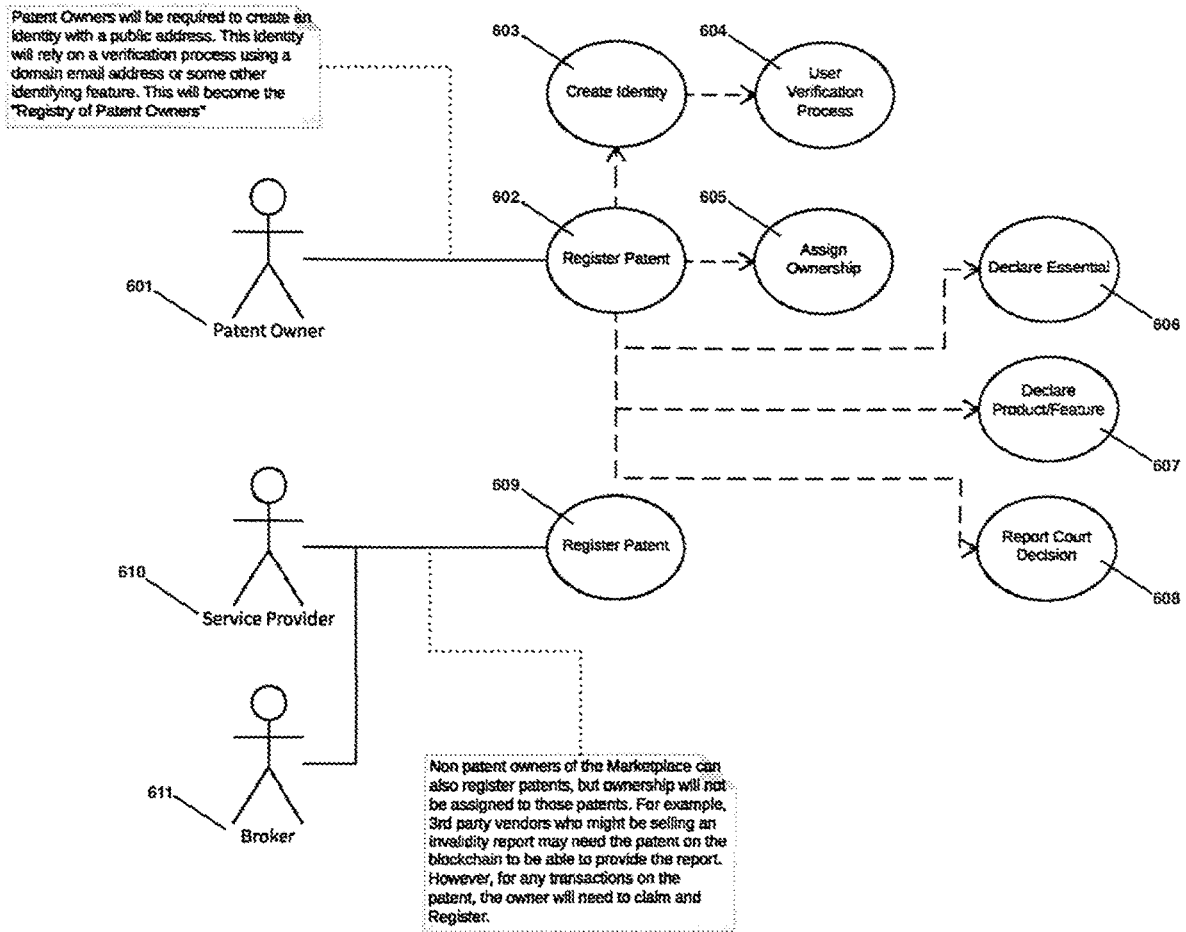 Patent Owners will be required to create an
identity with a public address. This identity
will rely on a verification process using a
domain email address or some other
identifying feature. This will become the
"Registry of Patent Owners"
603
604
Create Identity
User
Verification
Process
602
605
Register Patent
Assign
Ownership
Declare Essential
606
601
Patent Owner
Declare
Product/Feature
607
609
Register Patent
Report Court
Decision
608
610
Service Provider
611
Broker
Non patent owners of the Marketplace can
also register patents, but ownership will not
be assigned to those patents. For example,
3rd party vendors who might be selling an
invalidity report may need the patent on the
blockchain to be able to provide the report.
However, for any transactions on the
patent, the owner will need to claim and
Register.